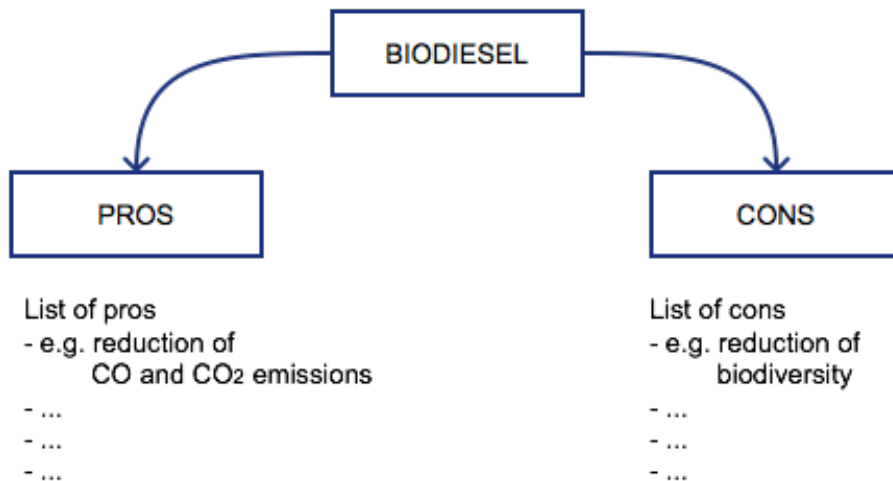 BIODIESEL
PROS
CONS
List of pros
- e.g. reduction of
CO and CO₂ emissions
- ...
- ...
- ...
List of cons
- e.g. reduction of
biodiversity
- ...
- ...
- ...